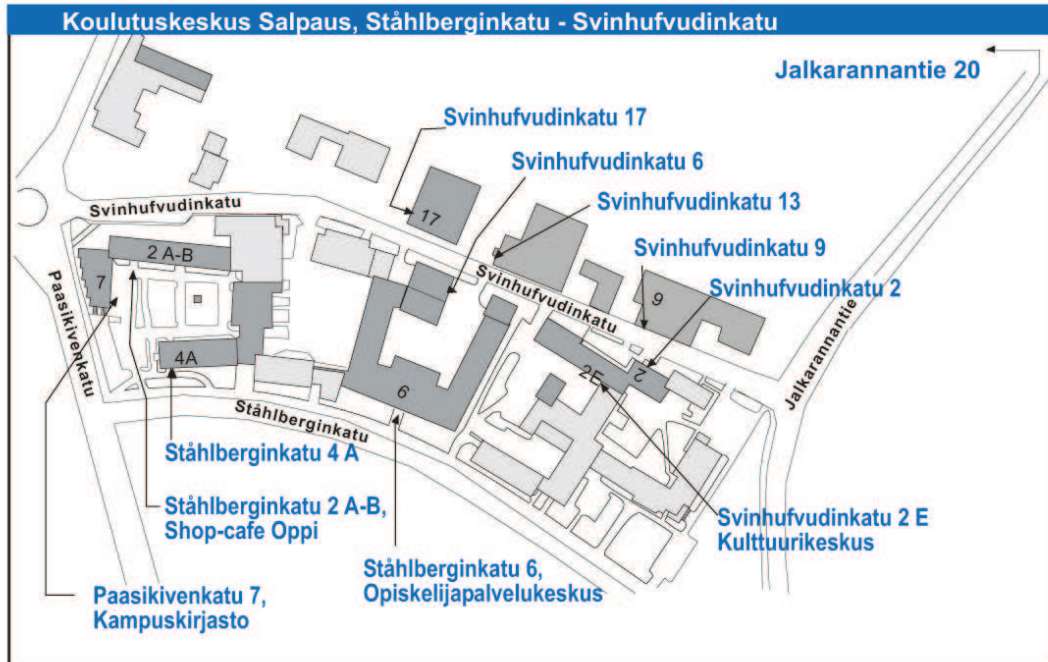 Koulutuskeskus Salpaus, Ståhlberginkatu - Svinhufvudinkatu
Jalkarannantie 20
Svinhufvudinkatu 17
Svinhufvudinkatu 6
Svinhufvudinkatu 13
Svinhufvudinkatu 9
Svinhufvudinkatu 2
Svinhufvudinkatu
17
2 A-B
7
Svinhufvudinkatu
9
Paasikivenkatu
4A
6
2E
2
Jalkarannantie
Ståhlberginkatu
Ståhlberginkatu 4 A
Ståhlberginkatu 2 A-B,
Shop-cafe Oppi
Svinhufvudinkatu 2 E
Kulttuurikeskus
Ståhlberginkatu 6,
Opiskelijapalvelukeskus
Paasikivenkatu 7,
Kampuskirjasto